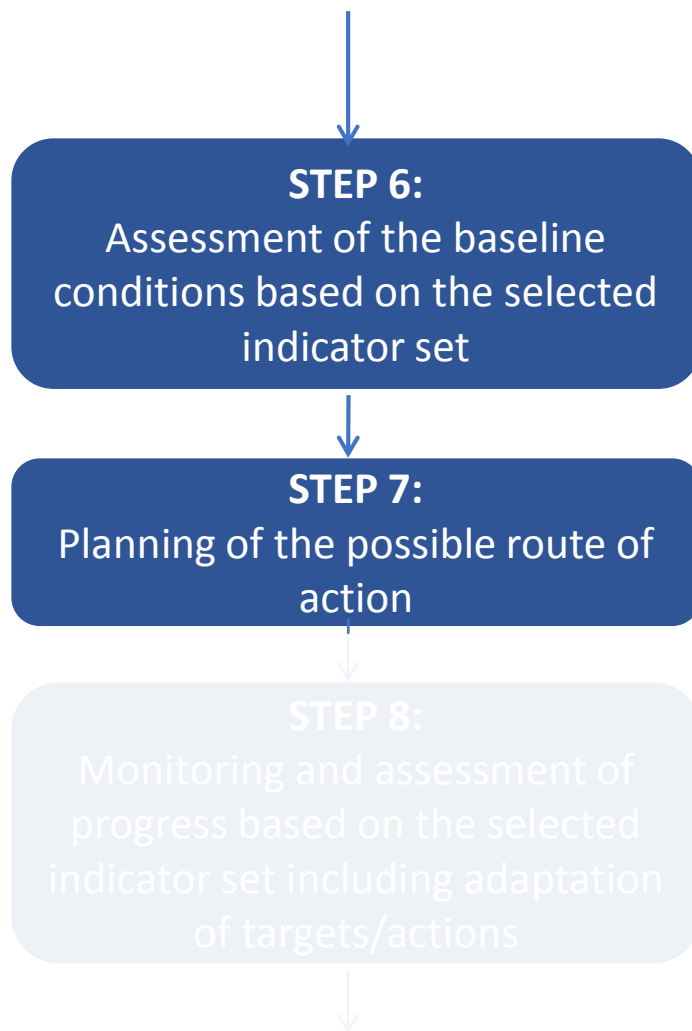 STEP 6:
Assessment of the baseline
conditions based on the selected
indicator set
STEP 7:
Planning of the possible route of
action
STEP 8:
Monitoring and assessment of
progress based on the selected
indicator set including adaptation
of targets/actions